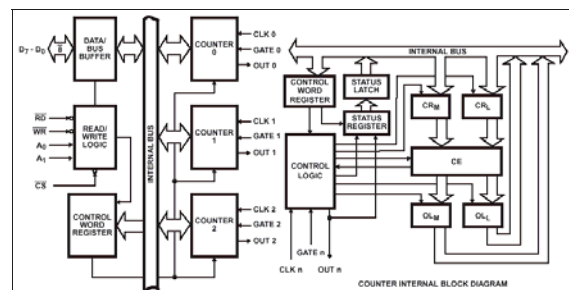 D7 - D0
8
DATA/
BUS
BUFFER
RD
WR
A0
A1
CS
READ/
WRITE
LOGIC
CONTROL
WORD
REGISTER
INTERNAL BUS
COUNTER
0
CLK 0
GATE 0
OUT 0
COUNTER
1
CLK 1
GATE 1
OUT 1
COUNTER
2
CLK 2
GATE 2
OUT 2
INTERNAL BUS
CONTROL
WORD
REGISTER
STATUS
LATCH
STATUS
REGISTER
CONTROL
LOGIC
CRM
CRL
CE
OLM
OLL
GATE n
CLK n
OUT n
COUNTER INTERNAL BLOCK DIAGRAM